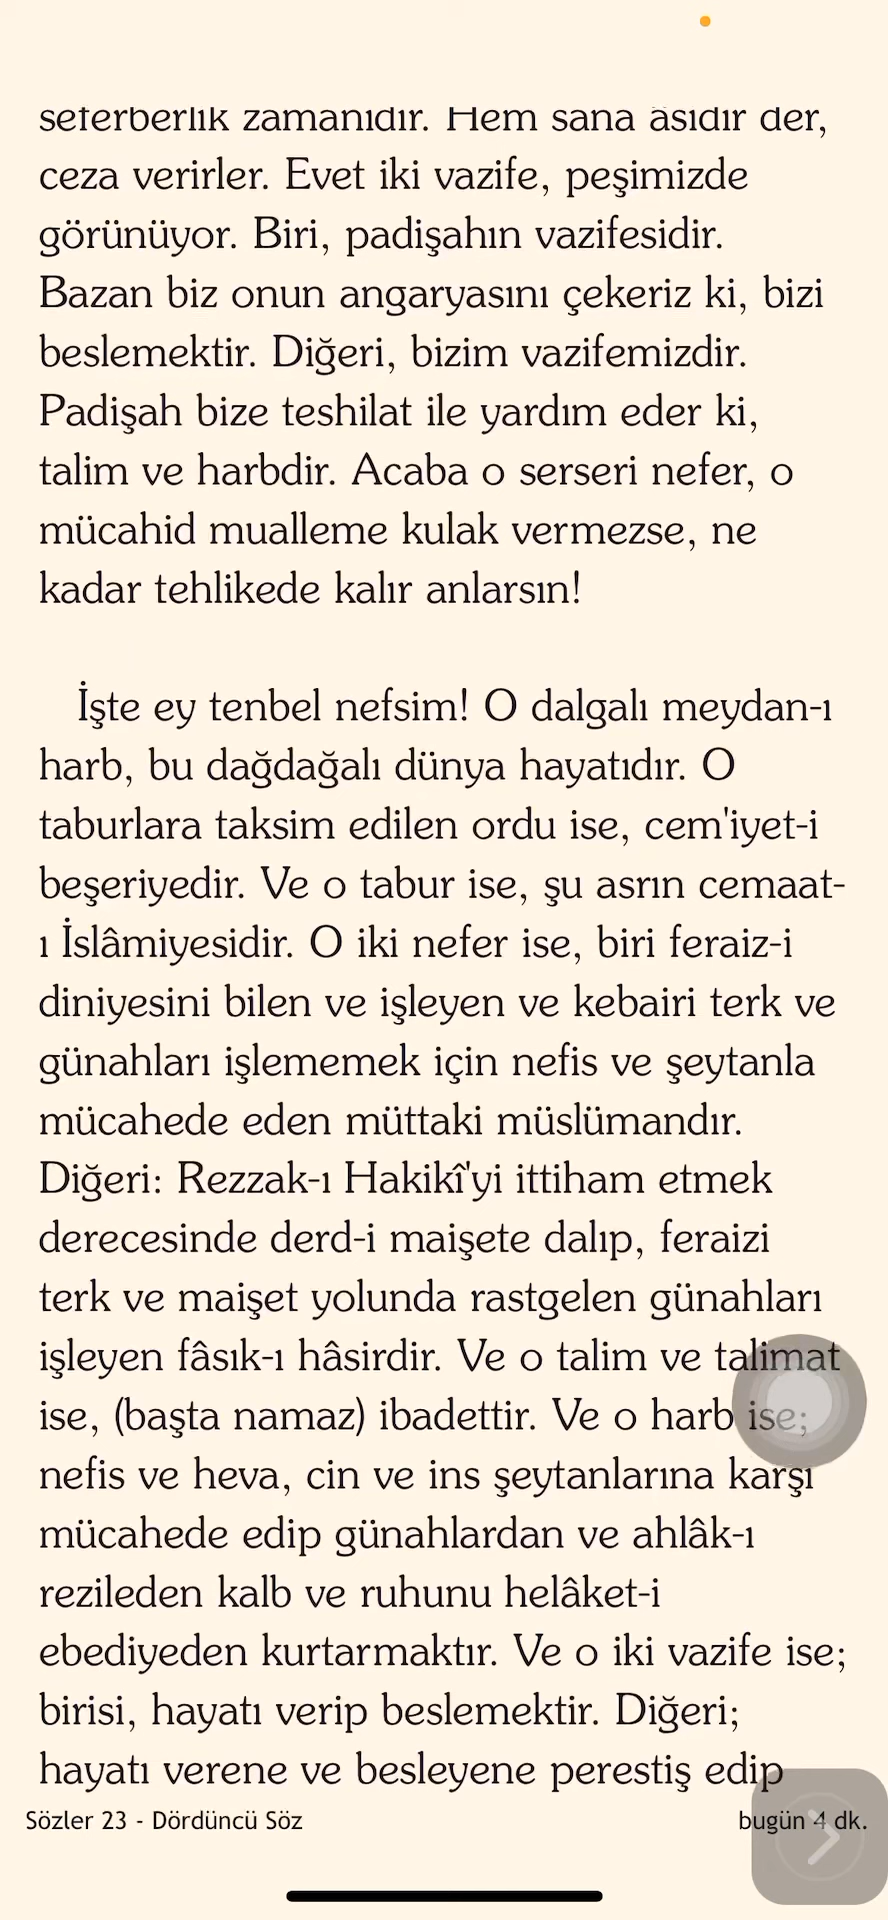 seferberlik zamanıdır. Hem sana âsidir der,
ceza verirler. Evet iki vazife, peşimizde
görünüyor. Biri, padişahın vazifesidir.
Bazan biz onun angaryasını çekeriz ki, bizi
beslemektir. Diğeri, bizim vazifemizdir.
Padişah bize teshilat ile yardım eder ki,
talim ve harbdir. Acaba o serseri nefer, o
mücahid mualleme kulak vermezse, ne
kadar tehlikede kalır anlarsın!
İşte ey tenbel nefsim! O dalgalı meydan-ı
harb, bu dağdağalı dünya hayatıdır. O
taburlara taksim edilen ordu ise, cem'iyet-i
beşeriyedir. Ve o tabur ise, şu asrın cemaat-
ı İslâmiyesidir. O iki nefer ise, biri feraiz-i
diniyesini bilen ve işleyen ve kebairi terk ve
günahları işlememek için nefis ve şeytanla
mücahede eden müttaki müslümandır.
Diğeri: Rezzak-ı Hakikî'yi ittiham etmek
derecesinde derd-i maişete dalıp, feraizi
terk ve maişet yolunda rastgelen günahları
işleyen fâsık-ı hâsirdir. Ve o talim ve talimat
ise, (başta namaz) ibadettir. Ve o harb ise;
nefis ve heva, cin ve ins şeytanlarına karşı
mücahede edip günahlardan ve ahlâk-ı
rezileden kalb ve ruhunu helâket-i
ebediyeden kurtarmaktır. Ve o iki vazife ise;
birisi, hayatı verip beslemektir. Diğeri;
hayatı verene ve besleyene perestiş edip
Sözler 23 - Dördüncü Söz
bugün 4 dk.